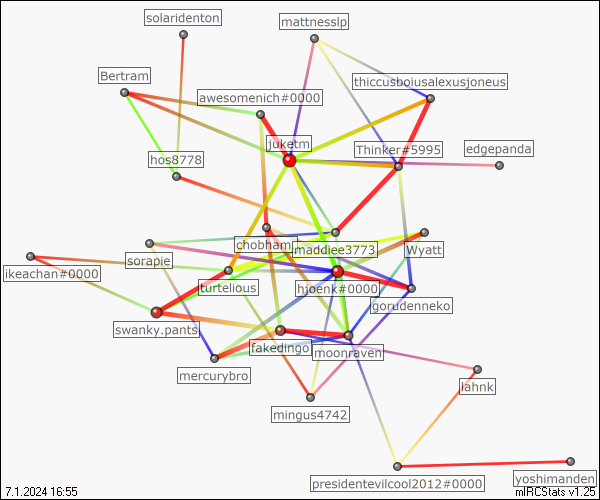 solaridenton
mattnesslp
Bertram
thiccusboiusalexusjoneus
awesomenich#0000
juketm
Thinker#5995
edgepanda
hos8778
chobham
maddiee3773
Wyatt
sorapie
ikeachan#0000
turtelious
hjoenk#0000
gorudenneko
swanky.pants
fakedingo
moonraven
mercurybro
lahnk
mingus4742
presidentevilcool2012#0000
yoshimanden
7.1.2024 16:55
mIRCStats v1.25